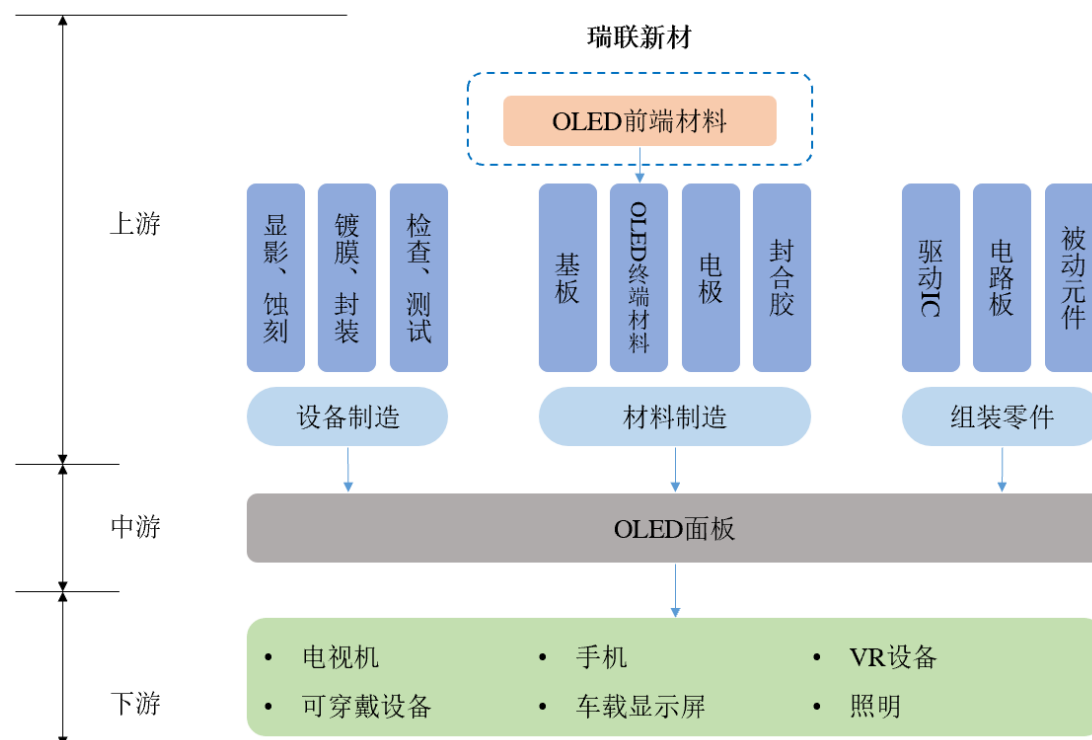 瑞联新材
OLED前端材料
上游
显影、蚀刻
镀膜、封装
检查、测试
基板
OLED终端材料
电极
封合胶
驱动IC
电路板
被动元件
设备制造
材料制造
组装零件
中游
OLED面板
下游
• 电视机
• 手机
• VR设备
• 可穿戴设备
• 车载显示屏
• 照明